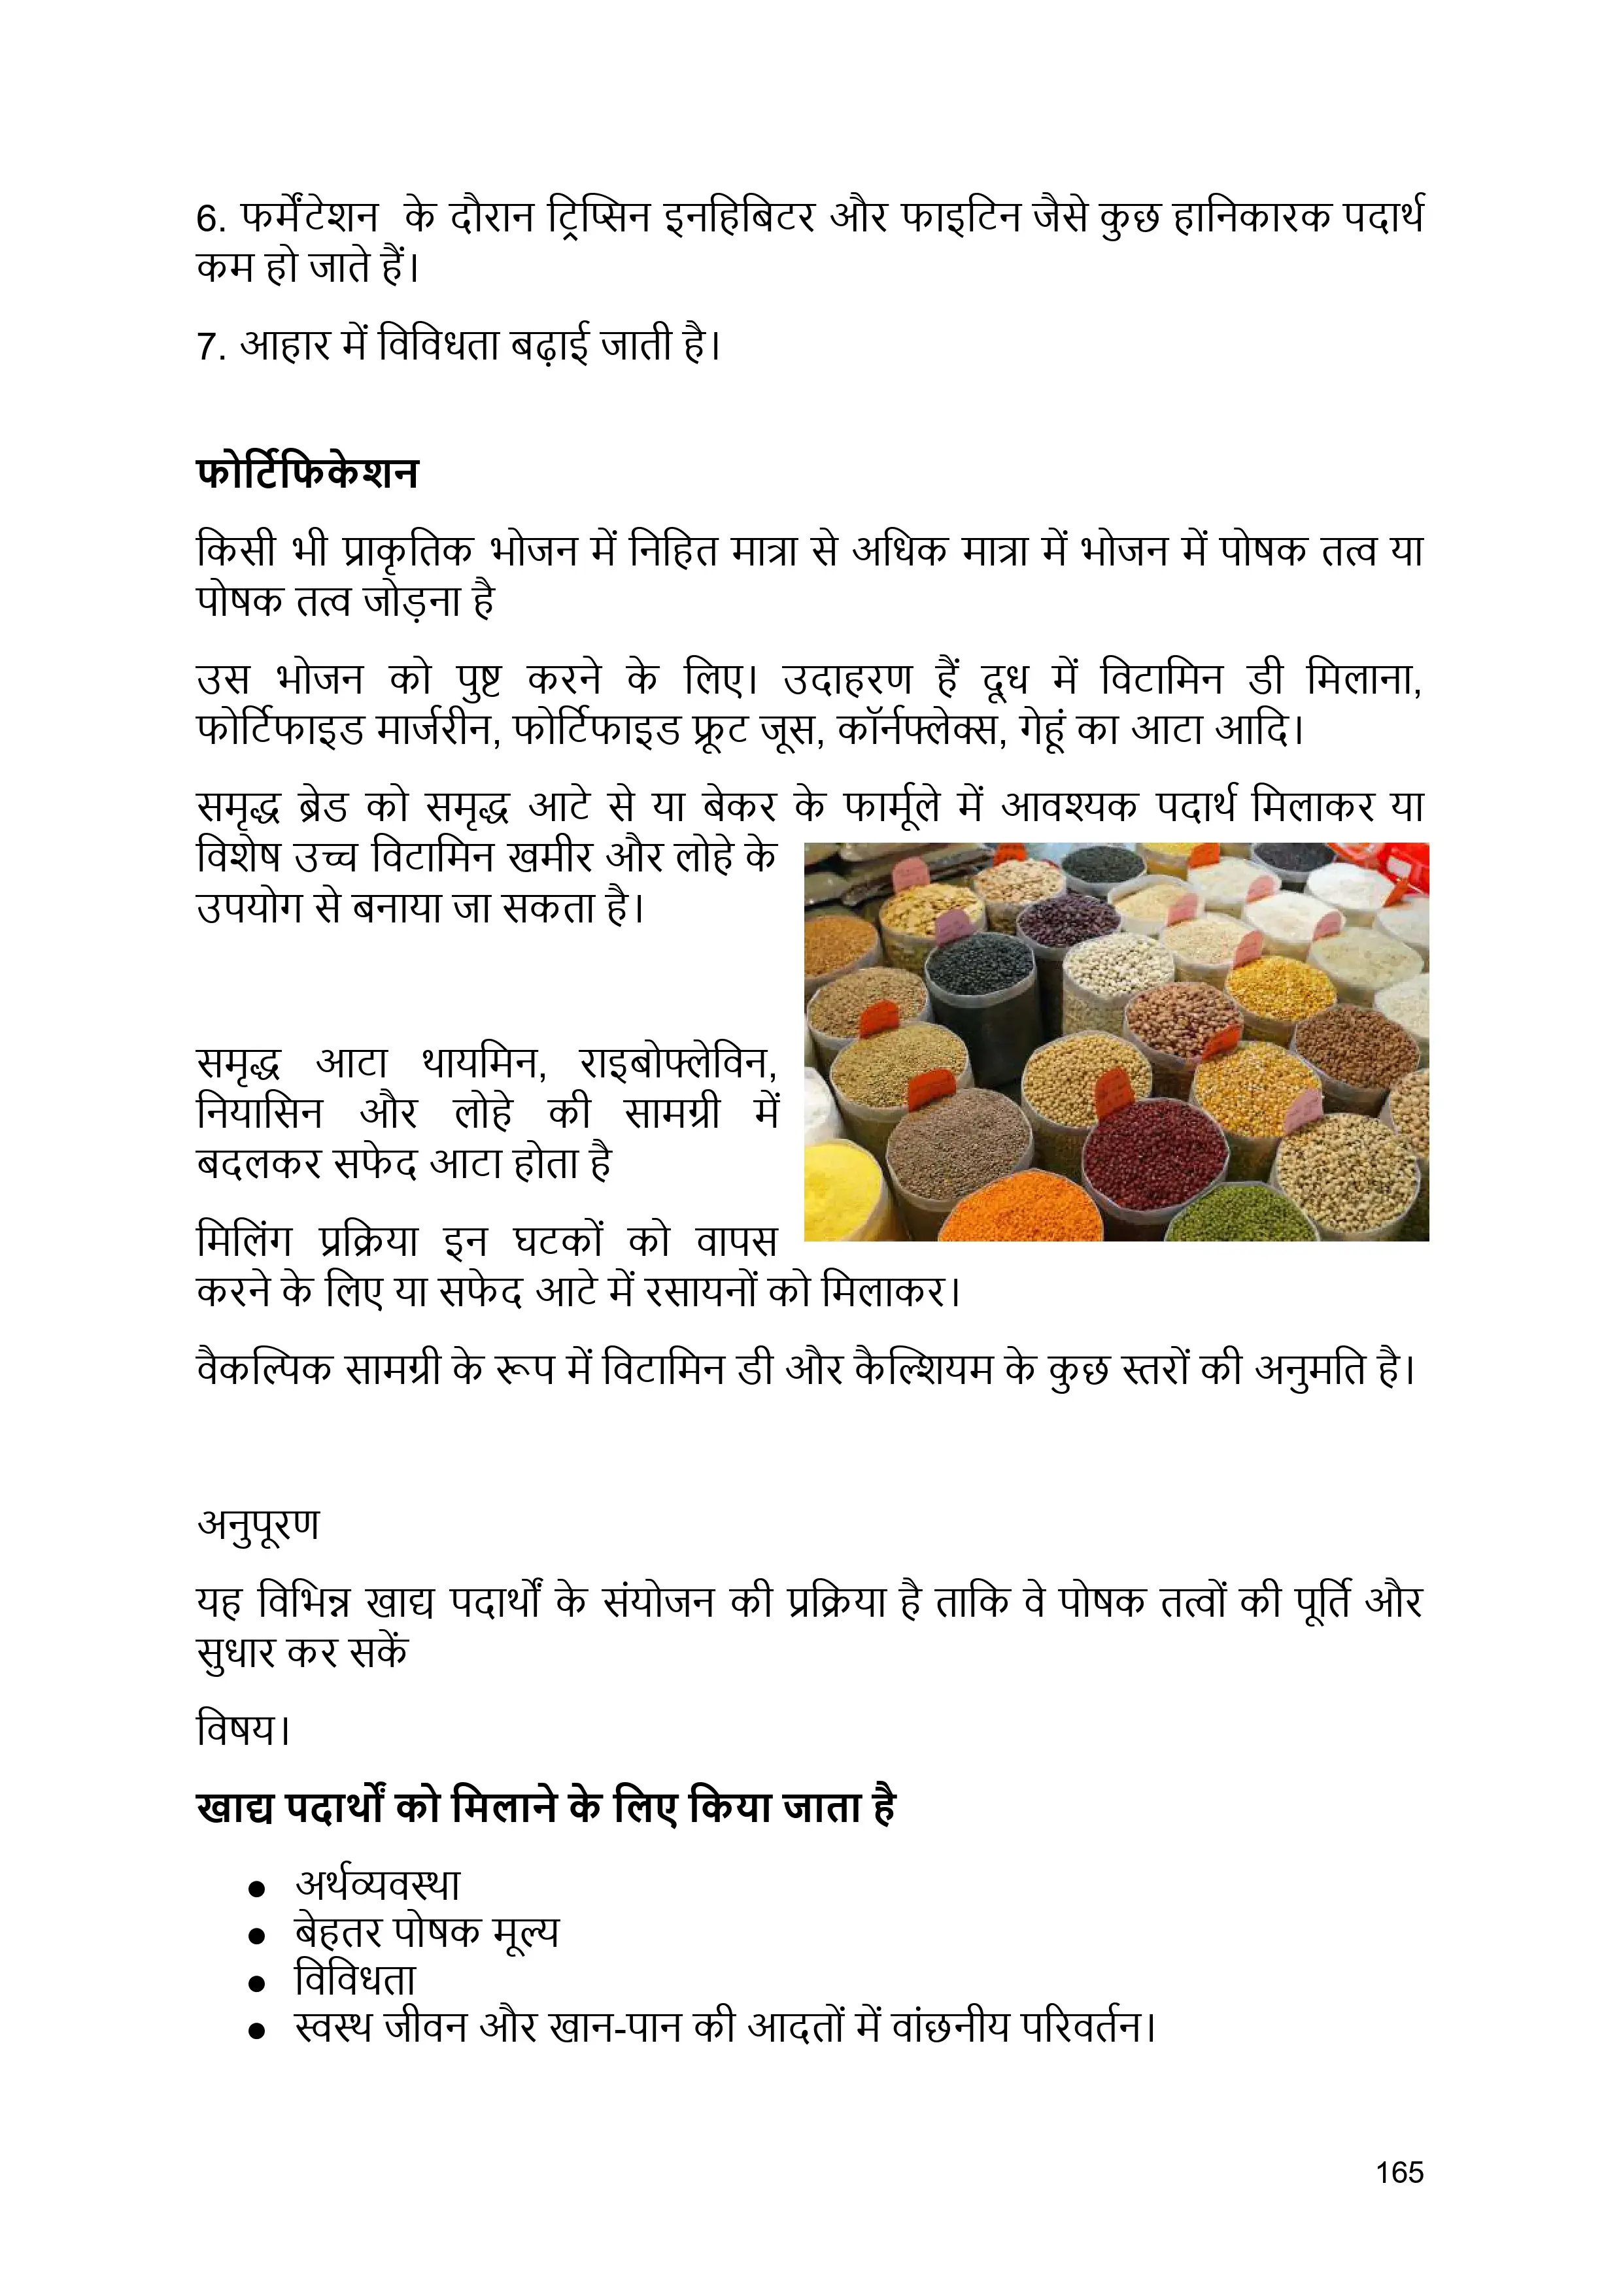 6. फर्मेंटेशन के दौरान ट्रिप्सिन इनहिबिटर और फाइटिन जैसे कुछ हानिकारक पदार्थ
कम हो जाते हैं।
7. आहार में विविधता बढ़ाई जाती है।
फोर्टिफिकेशन
किसी भी प्राकृतिक भोजन में निहित मात्रा से अधिक मात्रा में भोजन में पोषक तत्व या
पोषक तत्व जोड़ना है
उस भोजन को पुष्ट करने के लिए। उदाहरण हैं दूध में विटामिन डी मिलाना,
फोर्टिफाइड मार्जरीन, फोर्टिफाइड फ्रूट जूस, कॉर्नफ्लेक्स, गेहूं का आटा आदि।
समृद्ध ब्रेड को समृद्ध आटे से या बेकर के फार्मूले में आवश्यक पदार्थ मिलाकर या
विशेष उच्च विटामिन खमीर और लोहे के
उपयोग से बनाया जा सकता है।
समृद्ध आटा थायमिन, राइबोफ्लेविन,
नियासिन और लोहे की सामग्री में
बदलकर सफेद आटा होता है
मिलिंग प्रक्रिया इन घटकों को वापस
करने के लिए या सफेद आटे में रसायनों को मिलाकर।
वैकल्पिक सामग्री के रूप में विटामिन डी और कैल्शियम के कुछ स्तरों की अनुमति है।
अनुपूरण
यह विभिन्न खाद्य पदार्थों के संयोजन की प्रक्रिया है ताकि वे पोषक तत्वों की पूर्ति और
सुधार कर सकें
विषय।
खाद्य पदार्थों को मिलाने के लिए किया जाता है
● अर्थव्यवस्था
● बेहतर पोषक मूल्य
● विविधता
● स्वस्थ जीवन और खान-पान की आदतों में वांछनीय परिवर्तन।
165